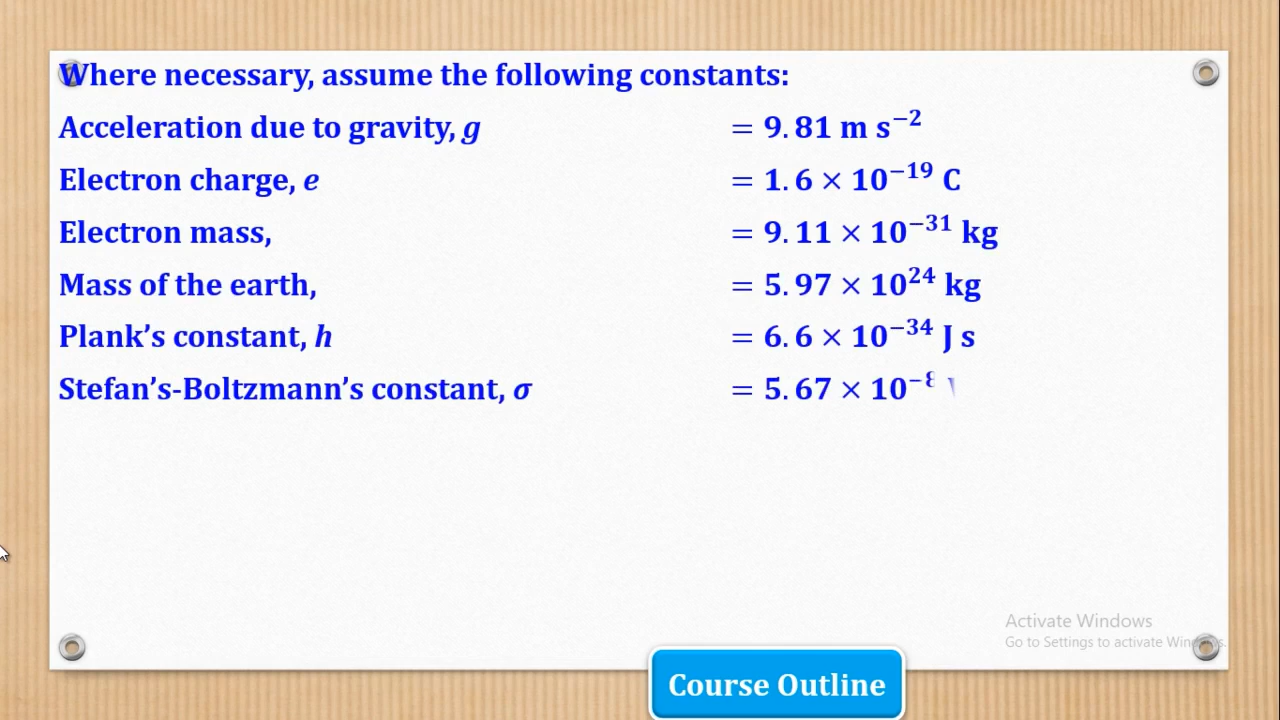 Where necessary, assume the following constants:
Acceleration due to gravity, g = 9.81 m s⁻²
Electron charge, e = 1.6 × 10⁻¹⁹ C
Electron mass, = 9.11 × 10⁻³¹ kg
Mass of the earth, = 5.97 × 10²⁴ kg
Plank’s constant, h = 6.6 × 10⁻³⁴ J s
Stefan’s-Boltzmann’s constant, σ = 5.67 × 10⁻⁸
Activate Windows
Go to Settings to activate Windows.
Course Outline